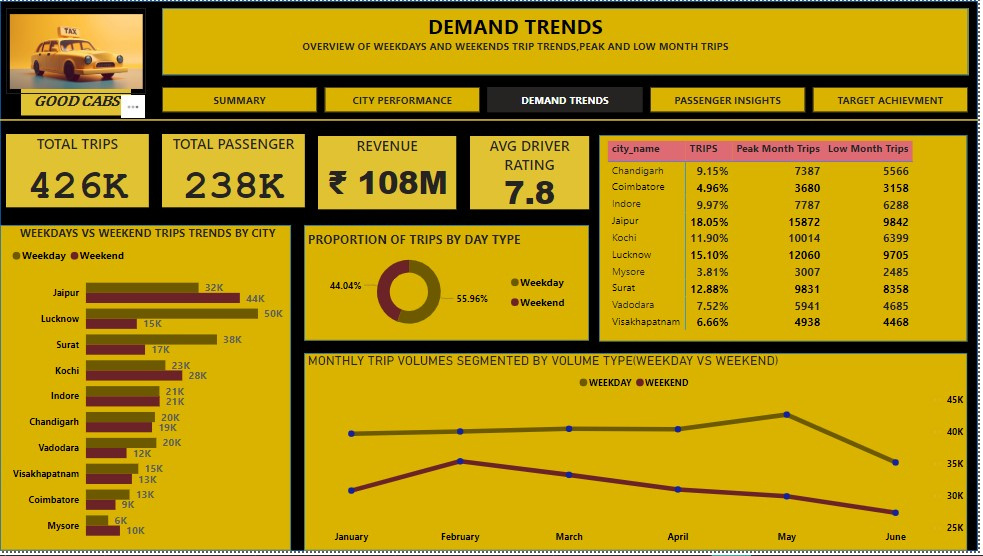 TAXI
GOOD CABS
DEMAND TRENDS
OVERVIEW OF WEEKDAYS AND WEEKENDS TRIP TRENDS,PEAK AND LOW MONTH TRIPS
SUMMARY
CITY PERFORMANCE
DEMAND TRENDS
PASSENGER INSIGHTS
TARGET ACHIEVMENT
TOTAL TRIPS
426K
TOTAL PASSENGER
238K
REVENUE
₹ 108M
AVG DRIVER
RATING
7.8
city_name TRIPS Peak Month Trips Low Month Trips
Chandigarh 9.15% 7387 5566
Coimbatore 4.96% 3680 3158
Indore 9.97% 7787 6288
Jaipur 18.05% 15872 9842
Kochi 11.90% 10014 6399
Lucknow 15.10% 12060 9705
Mysore 3.81% 3007 2485
Surat 12.88% 9831 8358
Vadodara 7.52% 5941 4685
Visakhapatnam 6.66% 4938 4468
WEEKDAYS VS WEEKEND TRIPS TRENDS BY CITY
Weekday Weekend
Jaipur 32K 44K
Lucknow 50K 15K
Surat 38K 17K
Kochi 23K 28K
Indore 21K 21K
Chandigarh 20K 19K
Vadodara 20K 12K
Visakhapatnam 15K 13K
Coimbatore 13K 9K
Mysore 6K 10K
PROPORTION OF TRIPS BY DAY TYPE
44.04%
55.96%
Weekday
Weekend
MONTHLY TRIP VOLUMES SEGMENTED BY VOLUME TYPE(WEEKDAY VS WEEKEND)
WEEKDAY WEEKEND
45K
40K
35K
30K
25K
January February March April May June